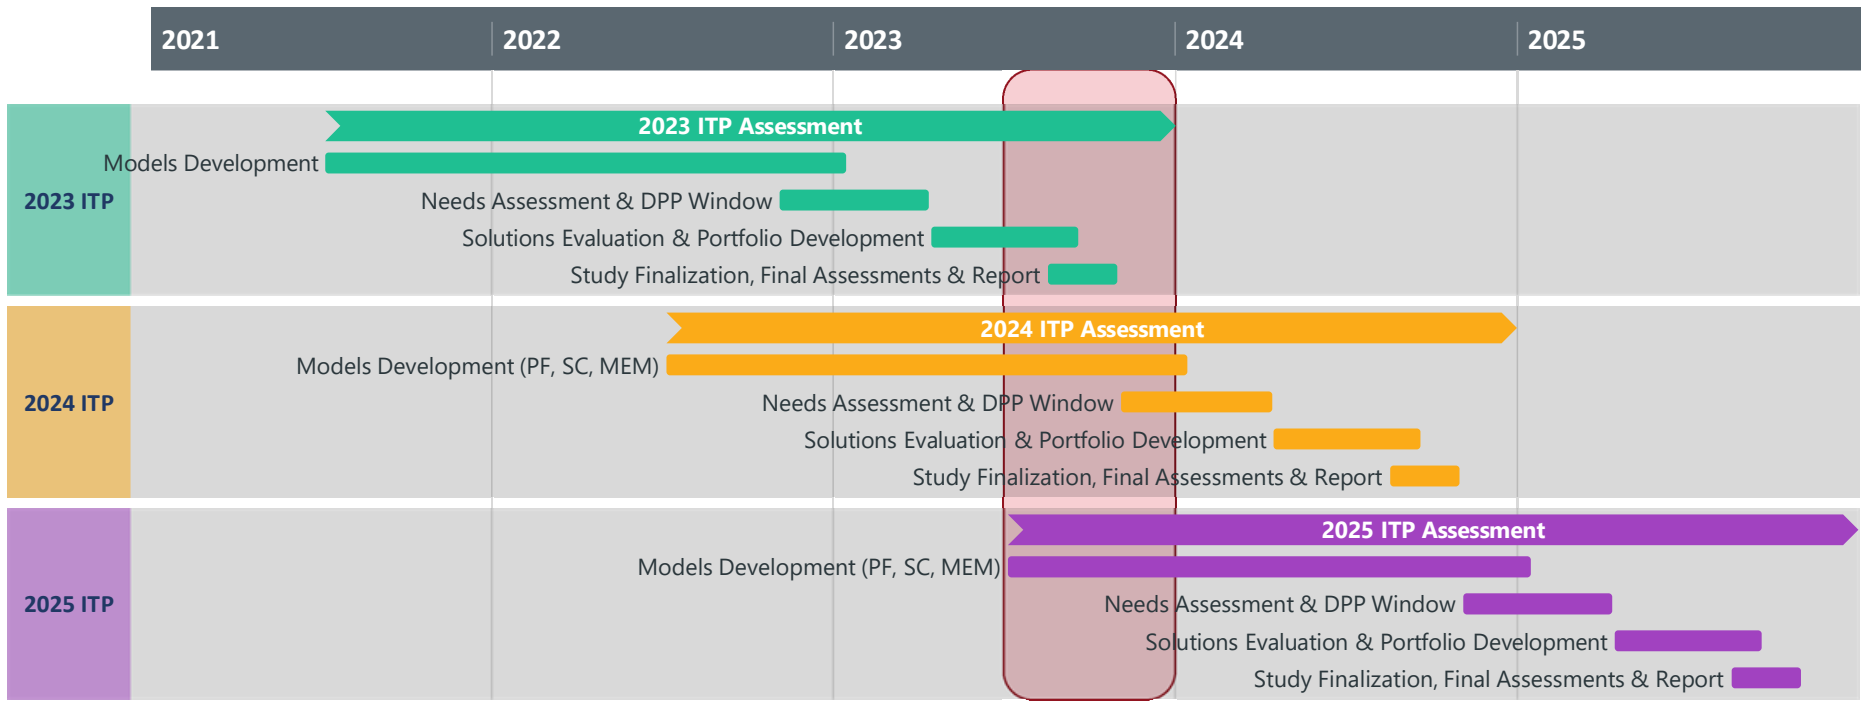 2021 2022 2023 2024 2025
2023 ITP
2023 ITP Assessment
Models Development
Needs Assessment & DPP Window
Solutions Evaluation & Portfolio Development
Study Finalization, Final Assessments & Report
2024 ITP
2024 ITP Assessment
Models Development (PF, SC, MEM)
Needs Assessment & DPP Window
Solutions Evaluation & Portfolio Development
Study Finalization, Final Assessments & Report
2025 ITP
2025 ITP Assessment
Models Development (PF, SC, MEM)
Needs Assessment & DPP Window
Solutions Evaluation & Portfolio Development
Study Finalization, Final Assessments & Report